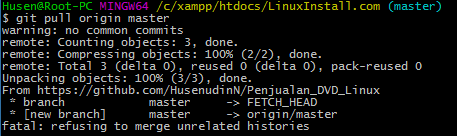 Husen@Root-PC MINGW64 /c/xampp/htdocs/LinuxInstall.com (master)
$ git pull origin master
warning: no common commits
remote: Counting objects: 3, done.
remote: Compressing objects: 100% (2/2), done.
remote: Total 3 (delta 0), reused 0 (delta 0), pack-reused 0
Unpacking objects: 100% (3/3), done.
From https://github.com/HusenudinN/Penjualan_DVD_Linux
 * branch            master     -> FETCH_HEAD
 * [new branch]      master     -> origin/master
fatal: refusing to merge unrelated histories